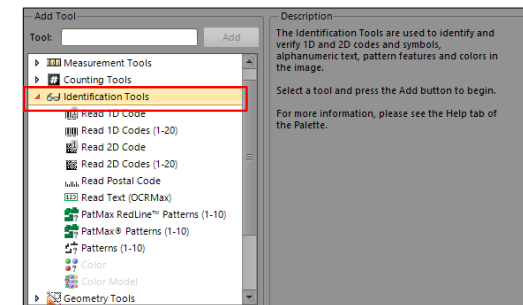 Add Tool
Tool:
Add
Measurement Tools
Counting Tools
Identification Tools
Read 1D Code
Read 1D Codes (1-20)
Read 2D Code
Read 2D Codes (1-20)
Read Postal Code
Read Text (OCRMax)
PatMax RedLine™ Patterns (1-10)
PatMax® Patterns (1-10)
Patterns (1-10)
Color
Color Model
Geometry Tools
Description
The Identification Tools are used to identify and
verify 1D and 2D codes and symbols,
alphanumeric text, pattern features and colors in
the image.
Select a tool and press the Add button to begin.
For more information, please see the Help tab of
the Palette.